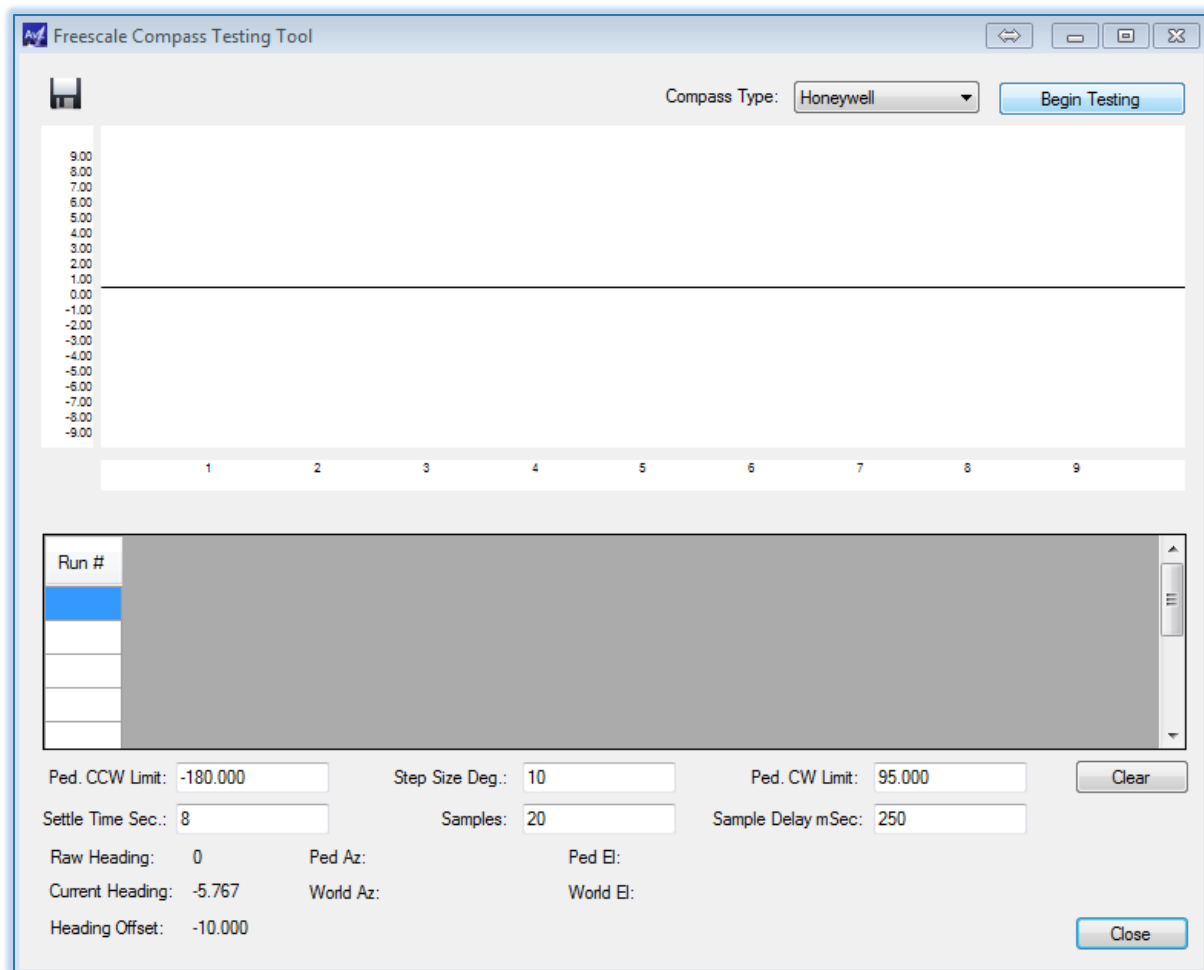 Av
Freescale Compass Testing Tool
Compass Type: Honeywell Begin Testing
9.00
8.00
7.00
6.00
5.00
4.00
3.00
2.00
1.00
0.00
-1.00
-2.00
-3.00
-4.00
-5.00
-6.00
-7.00
-8.00
-9.00
1 2 3 4 5 6 7 8 9
Run #
Ped. CCW Limit: -180.000 Step Size Deg.: 10 Ped. CW Limit: 95.000 Clear
Settle Time Sec.: 8 Samples: 20 Sample Delay mSec: 250
Raw Heading: 0 Ped Az: Ped El:
Current Heading: -5.767 World Az: World El:
Heading Offset: -10.000
Close